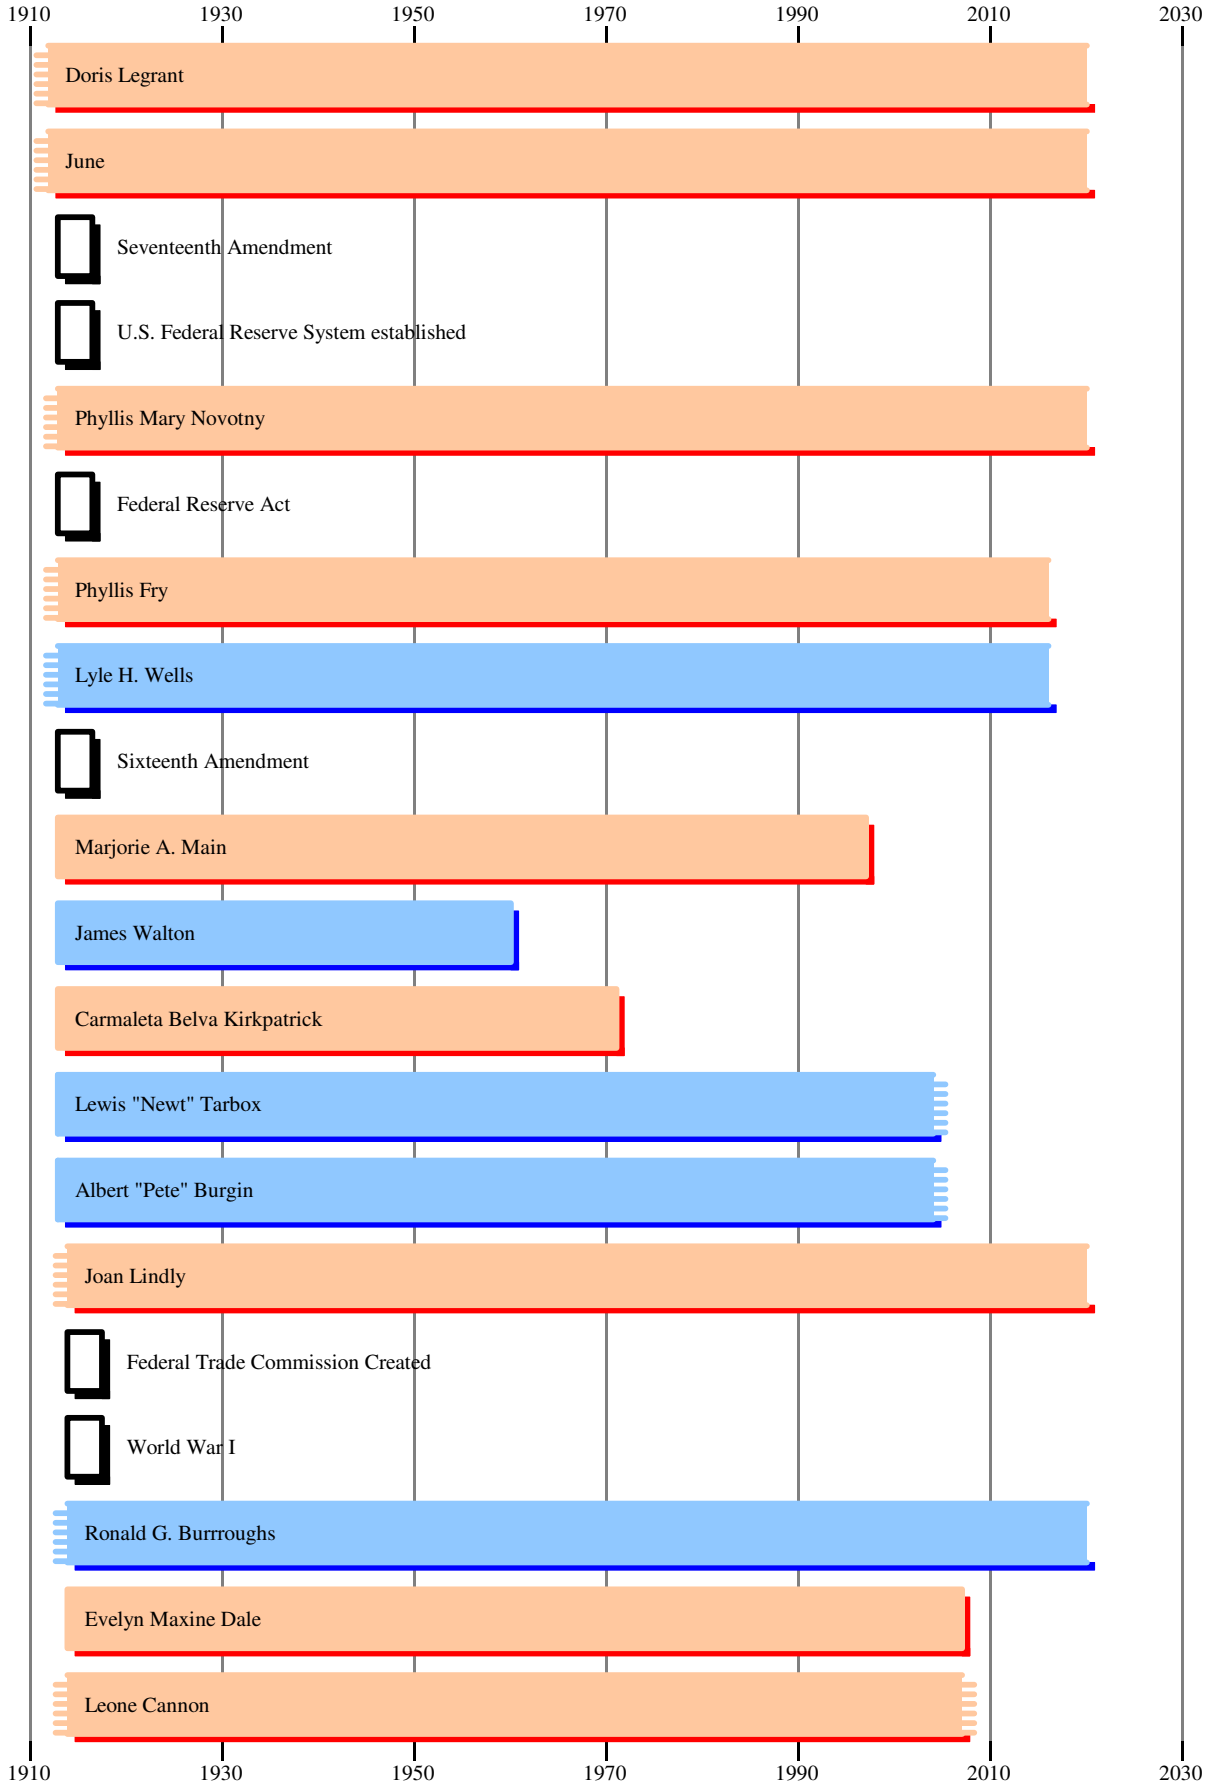 1910 1930 1950 1970 1990 2010 2030
Doris Legrant
June
Seventeenth Amendment
U.S. Federal Reserve System established
Phyllis Mary Novotny
Federal Reserve Act
Phyllis Fry
Lyle H. Wells
Sixteenth Amendment
Marjorie A. Main
James Walton
Carmaleta Belva Kirkpatrick
Lewis "Newt" Tarbox
Albert "Pete" Burgin
Joan Lindly
Federal Trade Commission Created
World War I
Ronald G. Burrroughs
Evelyn Maxine Dale
Leone Cannon
1910 1930 1950 1970 1990 2010 2030